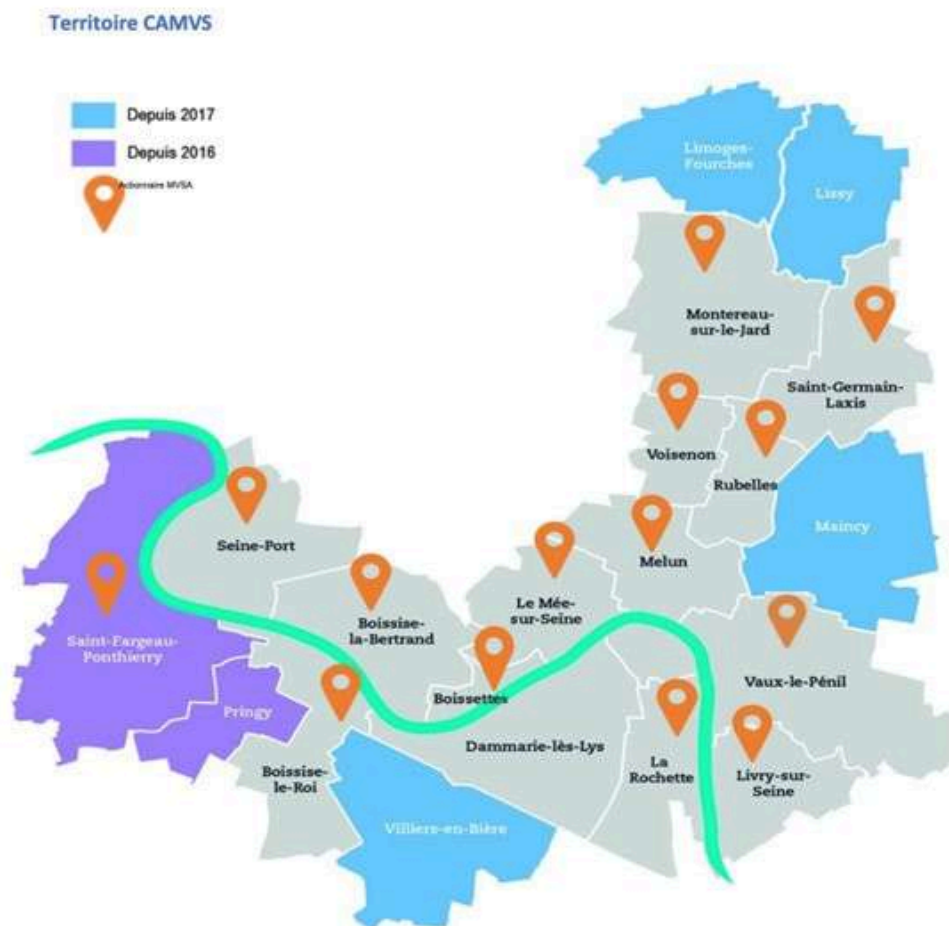 Territoire CAMVS
Depuis 2017
Depuis 2016
Actionnaire MVSA
Limoges-
Fourches
Lissy
Montereau-
sur-le-Jard
Saint-Germain-
Laxis
Voisenon
Rubelles
Maincy
Seine-Port
Melun
Le Mée-
sur-Seine
Boissise-
la-Bertrand
Saint-Fargeau-
Ponthierry
Vaux-le-Pénil
Boissettes
Pringy
Dammarie-lès-Lys
La
Rochette
Livry-sur-
Seine
Boissise-
le-Roi
Villiers-en-Bière